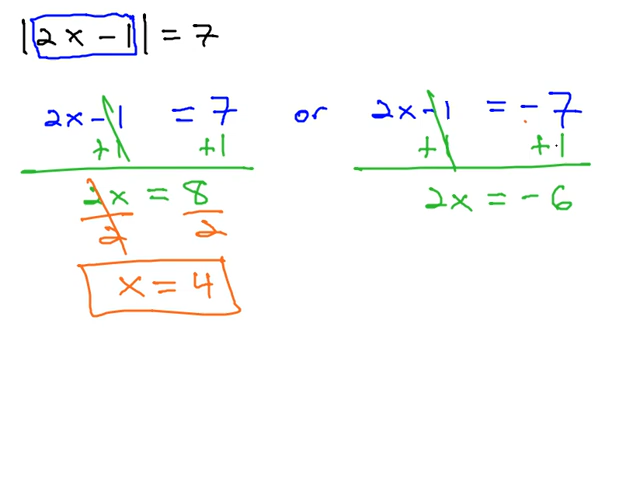 |2x - 1| = 7
2x - 1 = 7 or 2x - 1 = -7
+1 +1 +1 +1
2x = 8 2x = -6
2 2
x = 4